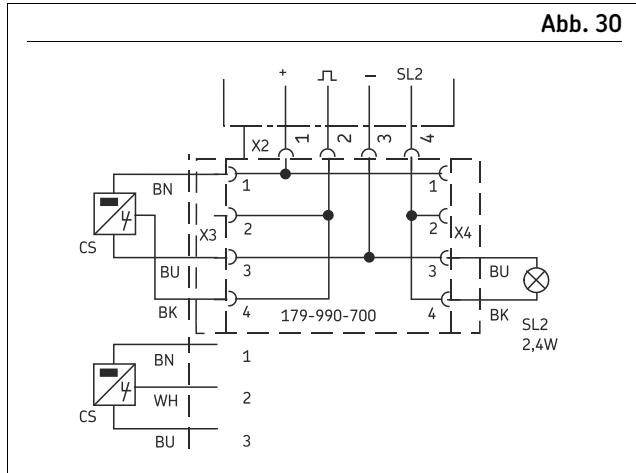 Abb. 30
+ ⎍ − SL2
X2 1 2 3 4
BN 1 1
CS X3 2 2 X4
BU 3 3 BU
BK 4 179-990-700 4 BK SL2
2,4W
BN 1
WH 2
CS
BU 3